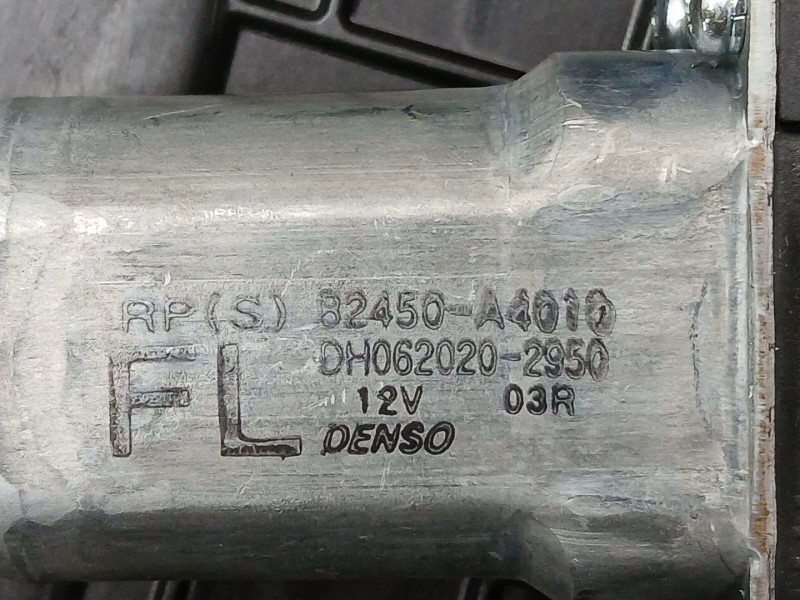 RP(S) 82450-A4010
FL DH062020-2950
12V 03R
DENSO